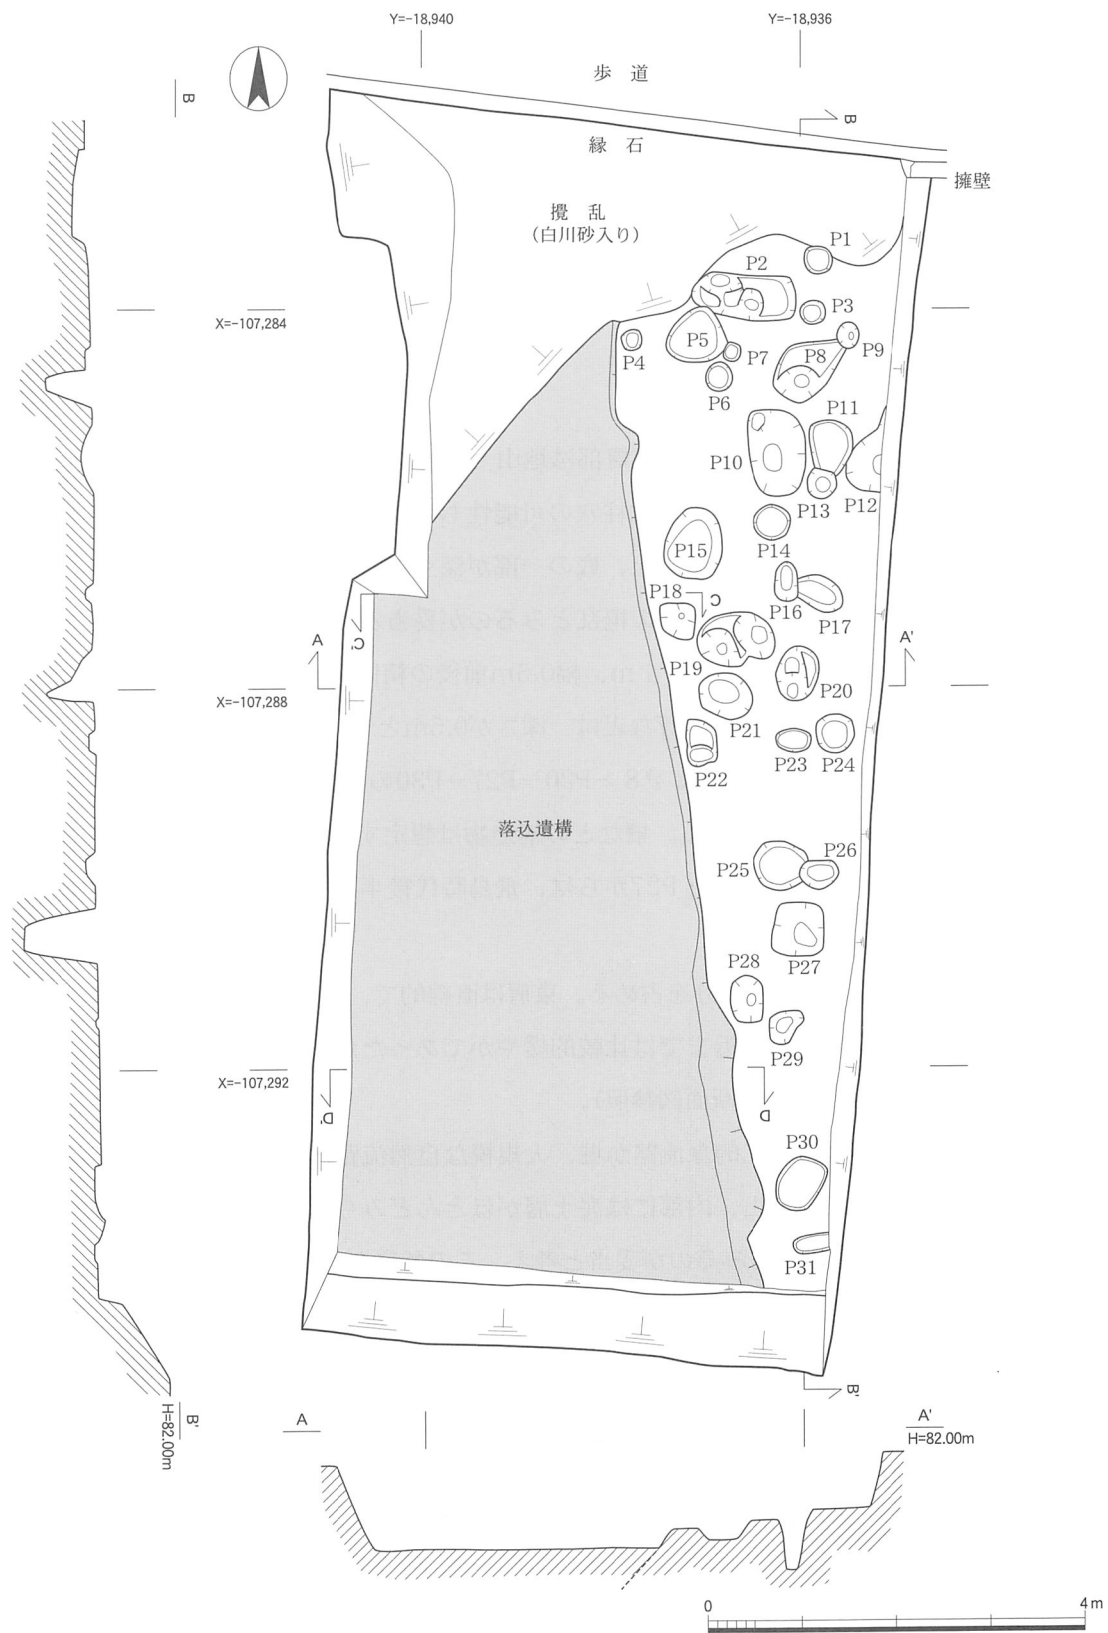 Y=-18,940
Y=-18,936
B
歩 道
B
縁 石
擁壁
攪 乱
(白川砂入り)
P1
P2
P3
X=-107,284
P4
P5
P7
P8
P9
P6
P11
P10
P13
P12
P15
P14
P18
C
P16
P17
A
C'
A'
P19
P20
X=-107,288
P21
P22
P23
P24
落込遺構
P25
P26
P27
P28
P29
X=-107,292
D'
D
P30
P31
B'
B'
H=82.00m
A
A'
H=82.00m
0
4 m